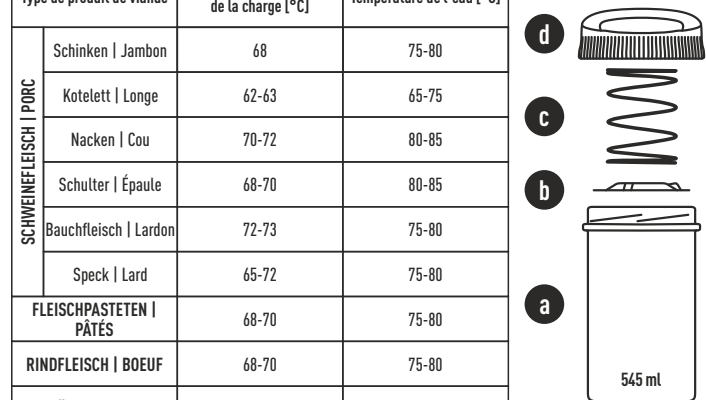 Type de produit de viande
de la charge [°C]
Température de l'eau [°C]
SCHWEINEFLEISCH | PORC
Schinken | Jambon 68 75-80
Kotelett | Longe 62-63 65-75
Nacken | Cou 70-72 80-85
Schulter | Épaule 68-70 80-85
Bauchfleisch | Lardon 72-73 75-80
Speck | Lard 65-72 75-80
FLEISCHPASTETEN |
PÂTÉS 68-70 75-80
RINDFLEISCH | BOEUF 68-70 75-80
d
c
b
a
545 ml